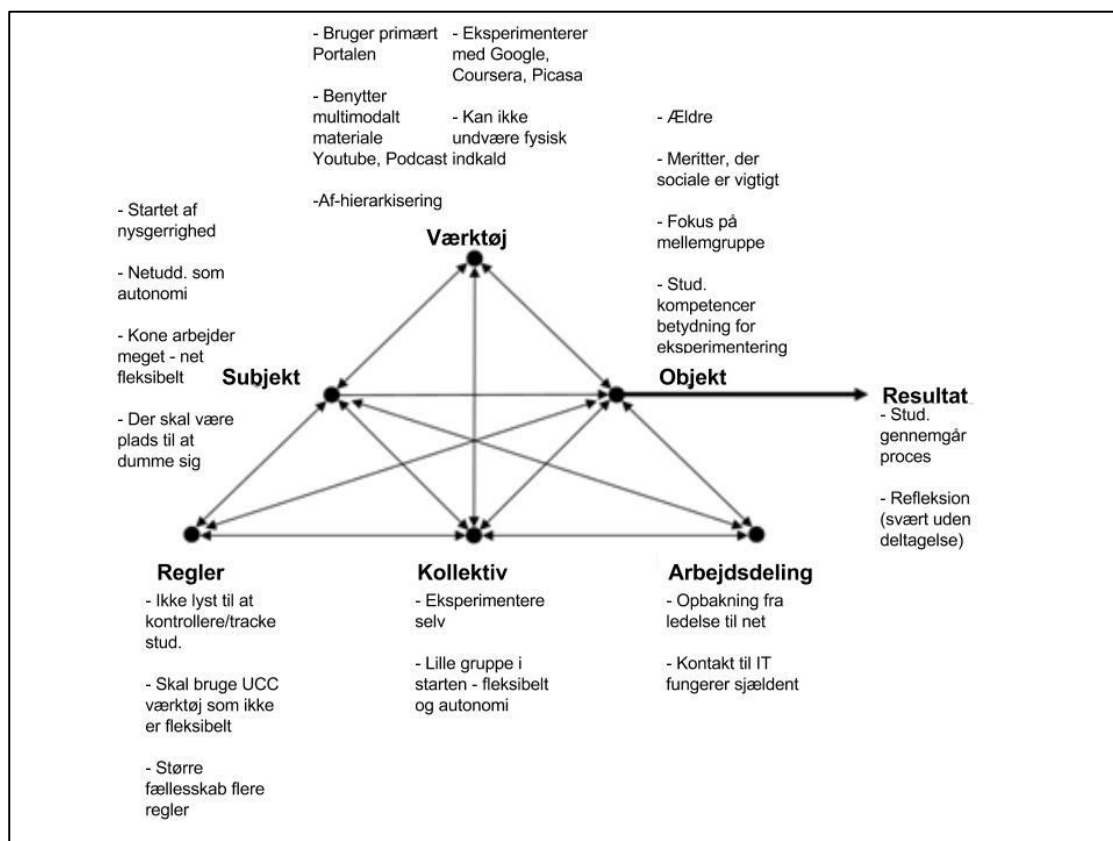 - Bruger primært
Portalen
- Benytter
multimodalt
materiale
Youtube, Podcast
-Af-hierarkisering
- Eksperimenterer
med Google,
Coursera, Picasa
- Kan ikke
undvære fysisk
indkald
Værktøj
- Startet af
nysgerrighed
- Netudd. som
autonomi
- Kone arbejder
meget - net
fleksibelt
- Der skal være
plads til at
dumme sig
Subjekt
- Ældre
- Meritter, der
sociale er vigtigt
- Fokus på
mellemgruppe
- Stud.
kompetencer
betydning for
eksperimentering
Objekt
Resultat
- Stud.
gennemgår
proces
- Refleksion
(svært uden
deltagelse)
Regler
- Ikke lyst til at
kontrollere/tracke
stud.
- Skal bruge UCC
værktøj som ikke
er fleksibelt
- Større
fællesskab flere
regler
Kollektiv
- Eksperimentere
selv
- Lille gruppe i
starten - fleksibelt
og autonomi
Arbejdsdeling
- Opbakning fra
ledelse til net
- Kontakt til IT
fungerer sjældent